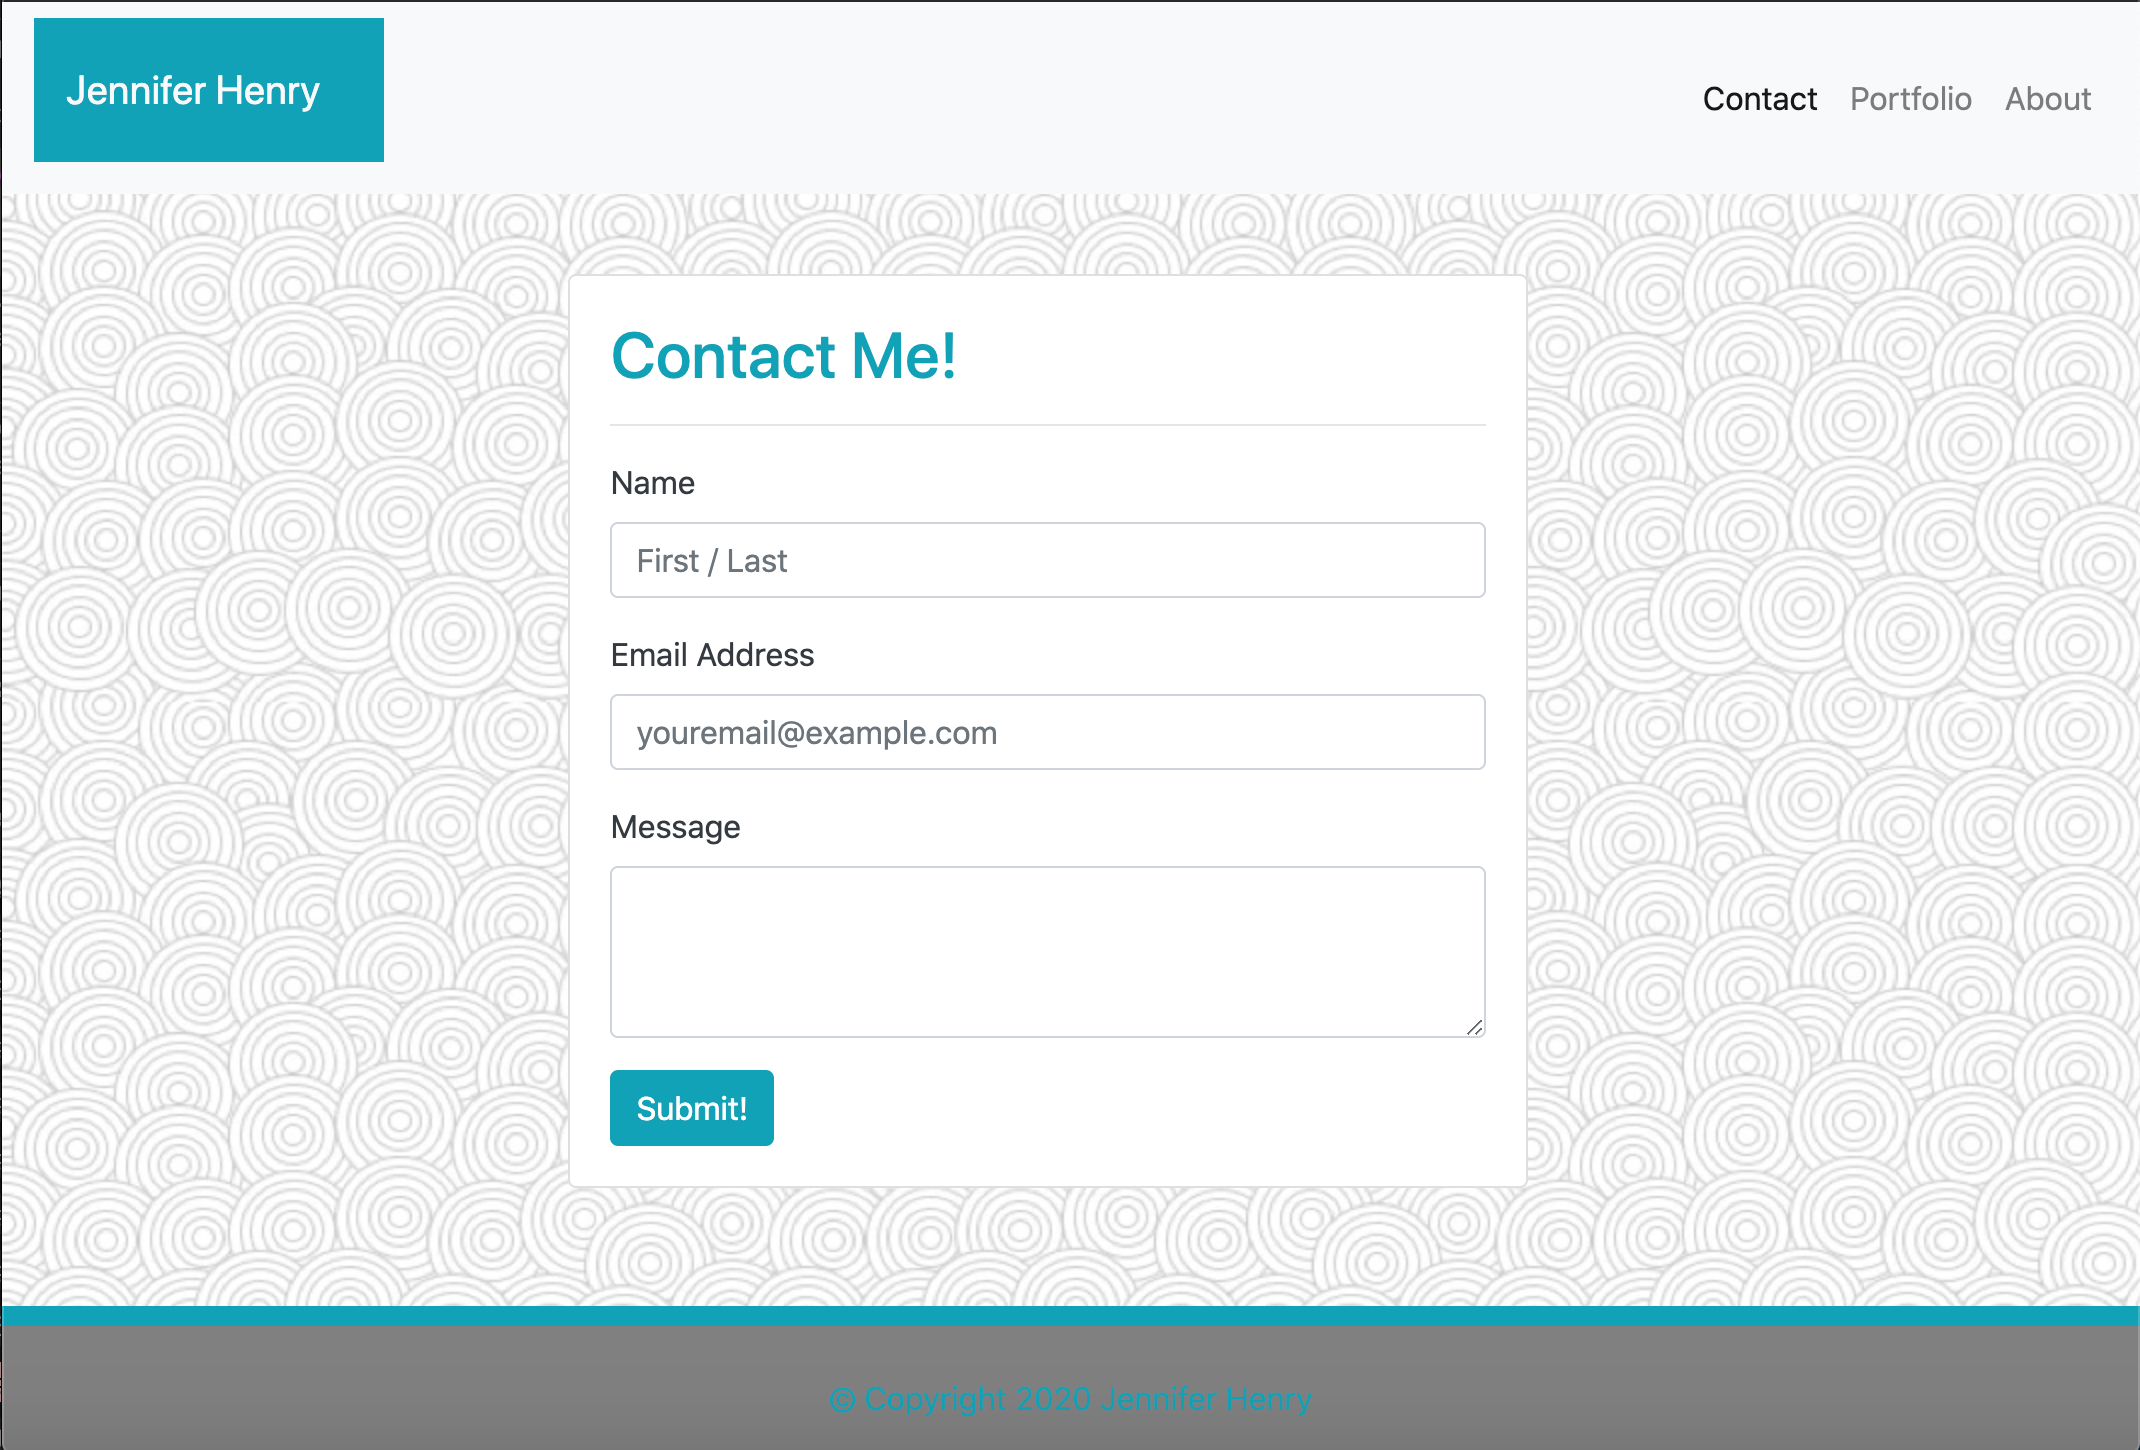 Jennifer Henry
Contact Portfolio About
Contact Me!
Name
First / Last
Email Address
youremail@example.com
Message
Submit!
© Copyright 2020 Jennifer Henry